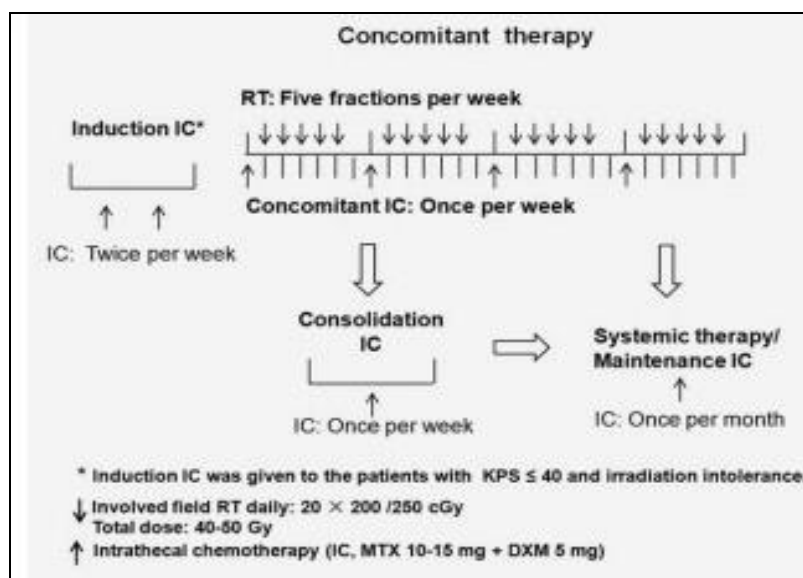 Concomitant therapy
RT: Five fractions per week
Induction IC*
Concomitant IC: Once per week
IC: Twice per week
Consolidation
IC
Systemic therapy/
Maintenance IC
IC: Once per week
IC: Once per month
* Induction IC was given to the patients with KPS ≤ 40 and irradiation intolerance
↓ Involved field RT daily: 20 × 200 /250 cGy
Total dose: 40-50 Gy
↑ Intrathecal chemotherapy (IC, MTX 10-15 mg + DXM 5 mg)